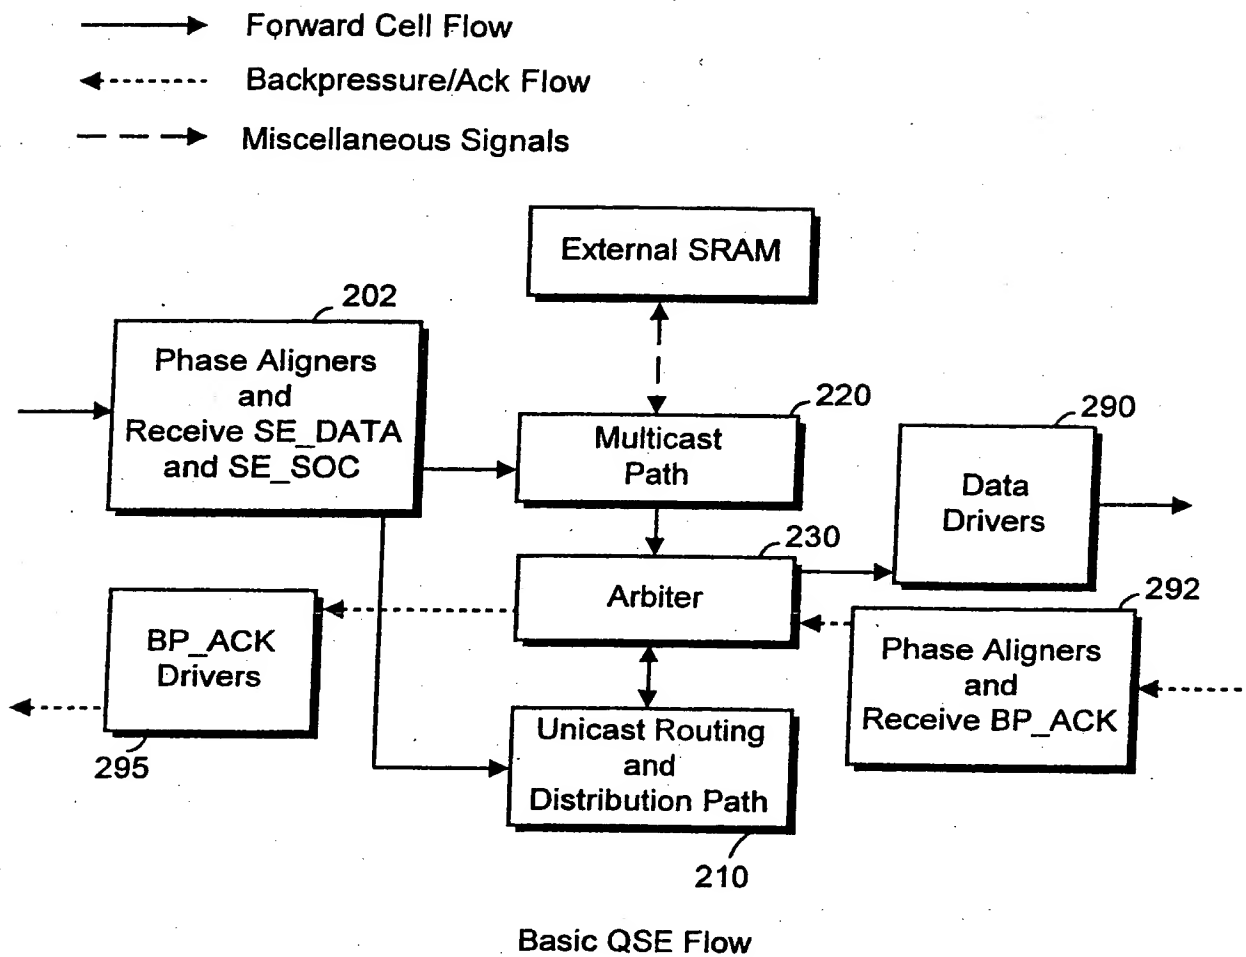 Forward Cell Flow
Backpressure/Ack Flow
Miscellaneous Signals
External SRAM
202
Phase Aligners
and
Receive SE_DATA
and SE_SOC
220
Multicast
Path
290
Data
Drivers
230
Arbiter
292
Phase Aligners
and
Receive BP_ACK
BP_ACK
Drivers
295
Unicast Routing
and
Distribution Path
210
Basic QSE Flow